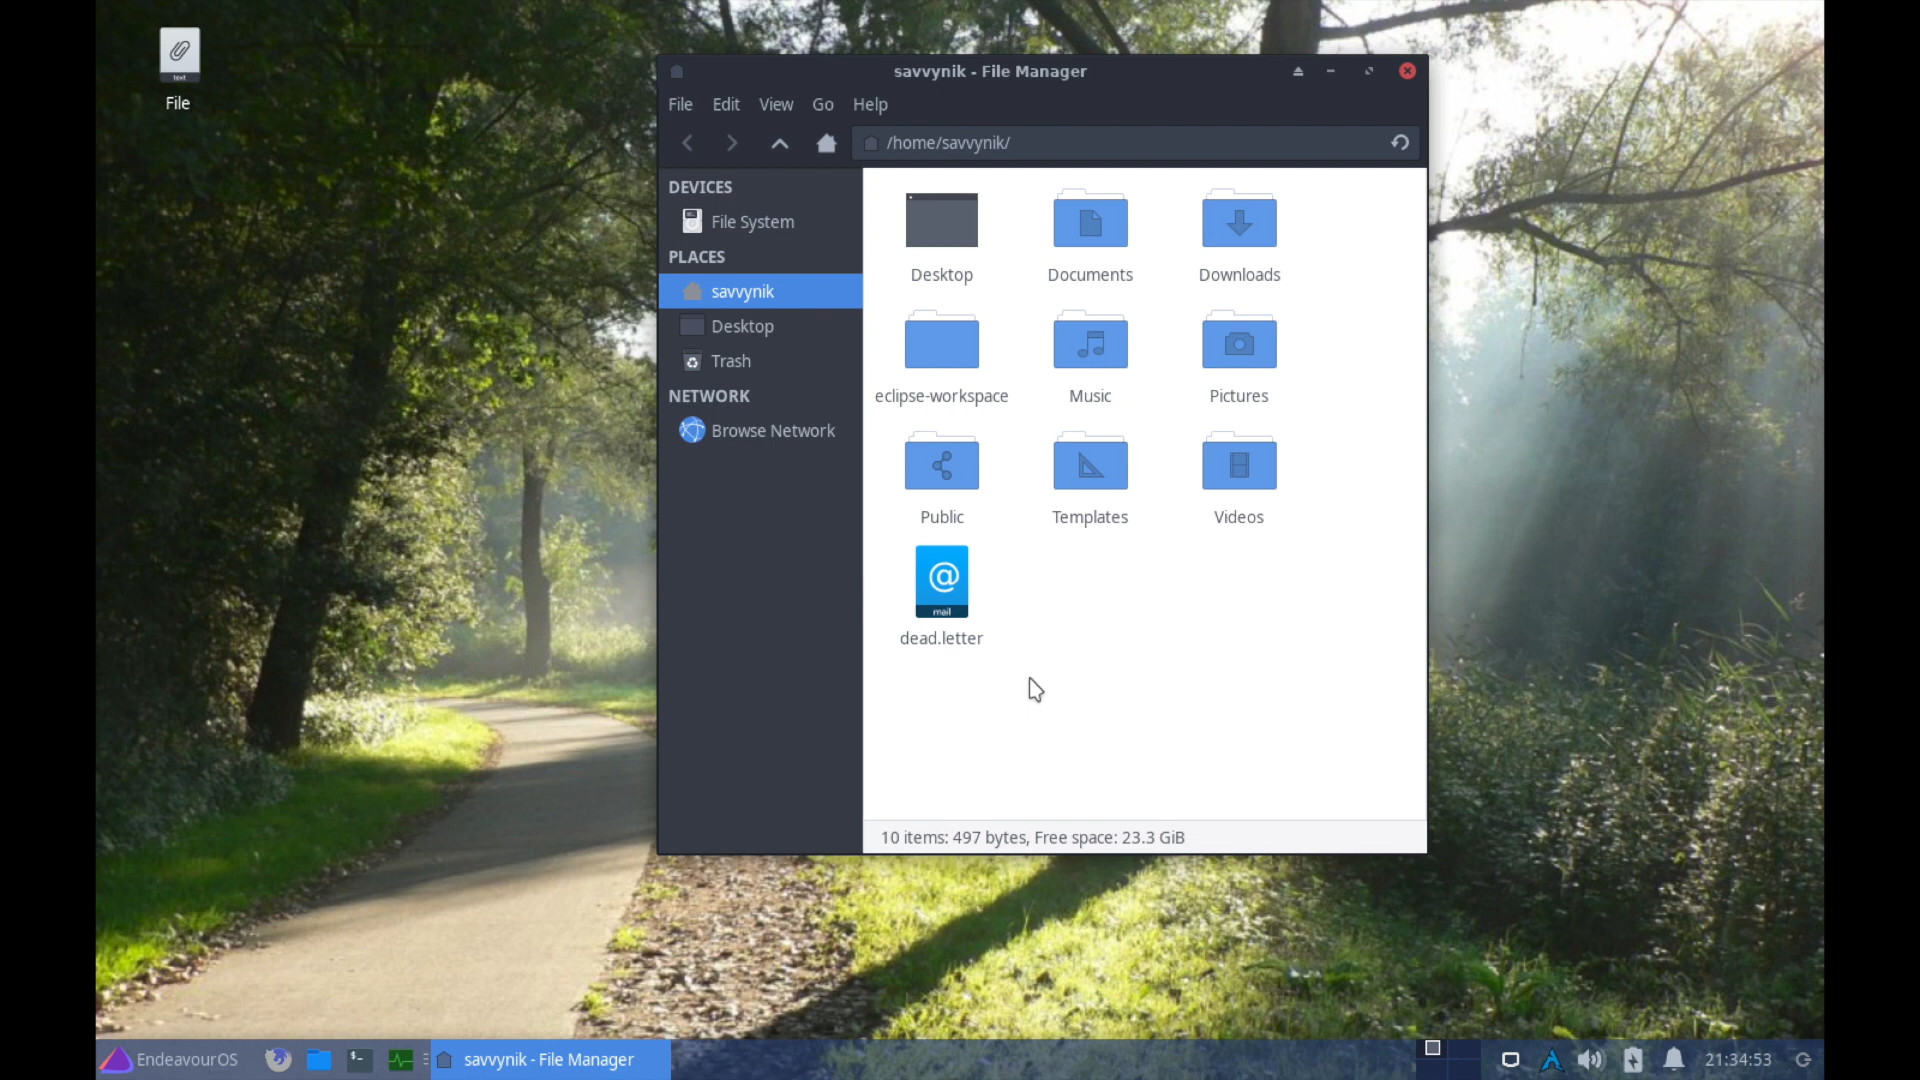 text
File
savvynik - File Manager
File Edit View Go Help
/home/savvynik/
DEVICES
File System
PLACES
savvynik
Desktop
Trash
NETWORK
Browse Network
Desktop Documents Downloads
eclipse-workspace Music Pictures
Public Templates Videos
@
mail
dead.letter
10 items: 497 bytes, Free space: 23.3 GiB
EndeavourOS $- savvynik - File Manager 21:34:53